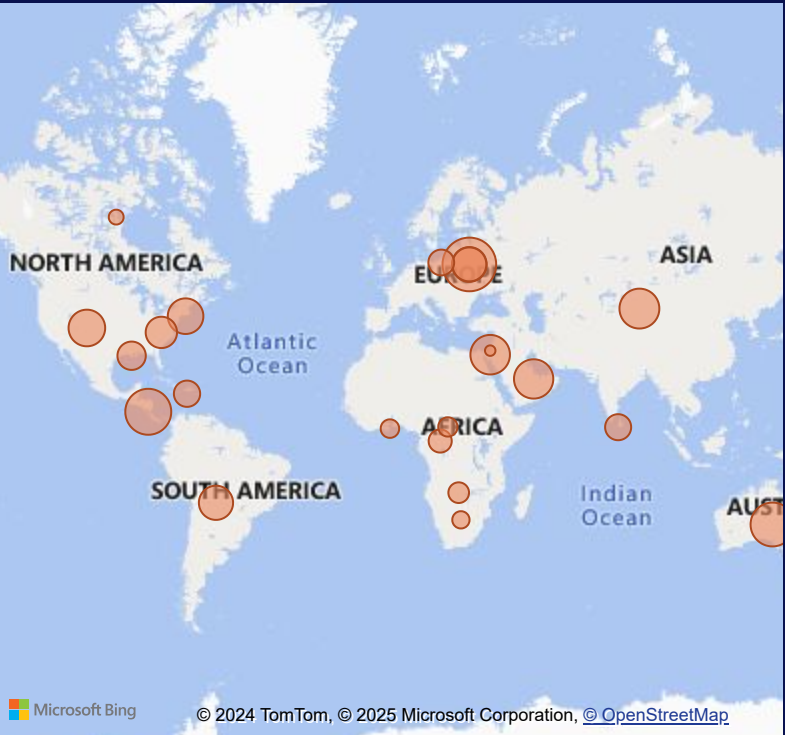 ASIA
NORTH AMERICA
EUROPE
Atlantic
Ocean
AFRICA
SOUTH AMERICA
Indian
Ocean
AUST
Microsoft Bing
© 2024 TomTom, © 2025 Microsoft Corporation, © OpenStreetMap